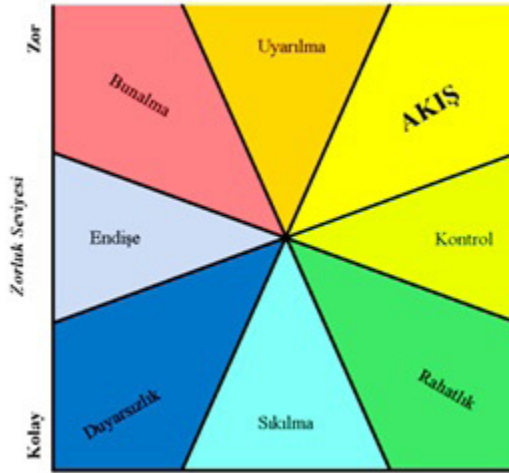 Zor
Uyarılma
Bunalma
AKIŞ
Zorluk Seviyesi
Endişe
Kontrol
Duyarsızlık
Sıkılma
Rahatlık
Kolay